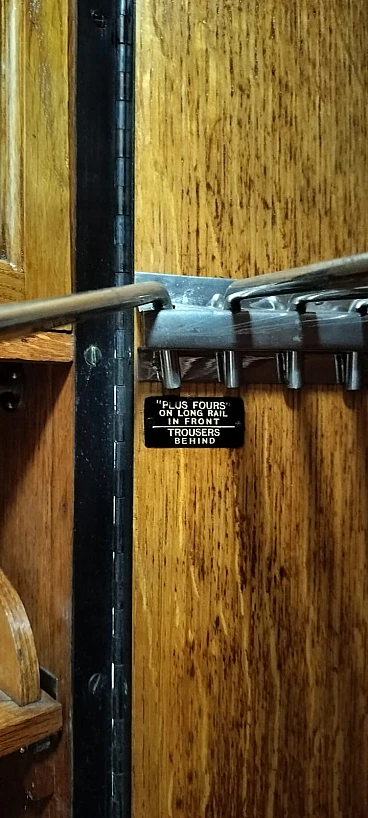 "PLUS FOURS"
ON LONG RAIL
IN FRONT
TROUSERS
BEHIND